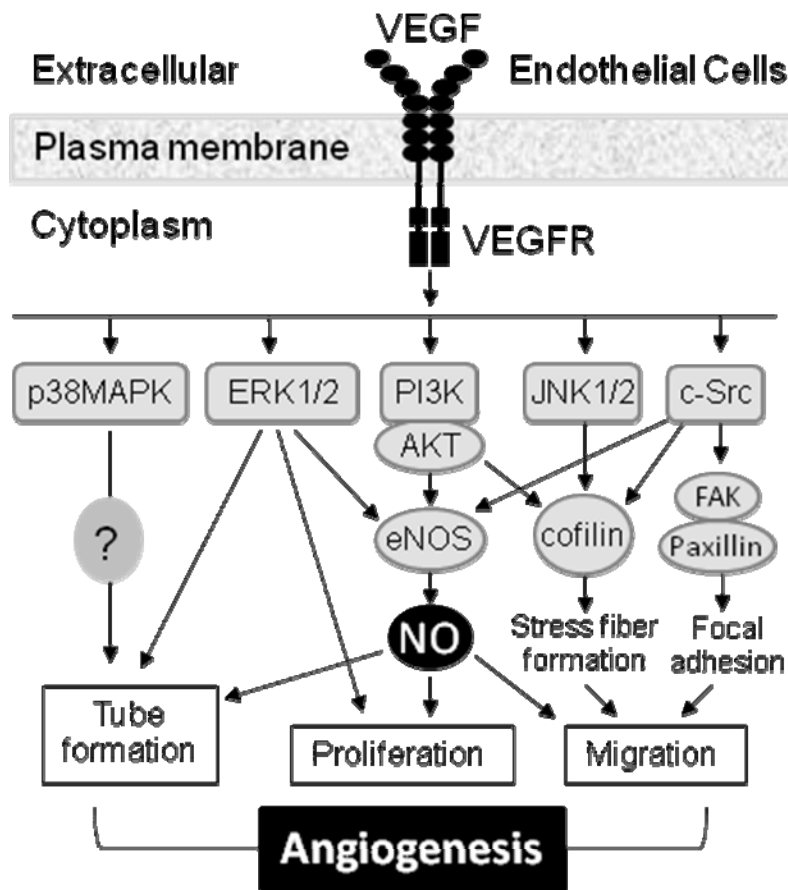 VEGF
Extracellular
Endothelial Cells
Plasma membrane
Cytoplasm
VEGFR
p38MAPK
ERK1/2
PI3K
JNK1/2
c-Src
AKT
FAK
?
eNOS
cofilin
Paxillin
NO
Stress fiber
formation
Focal
adhesion
Tube
formation
Proliferation
Migration
Angiogenesis